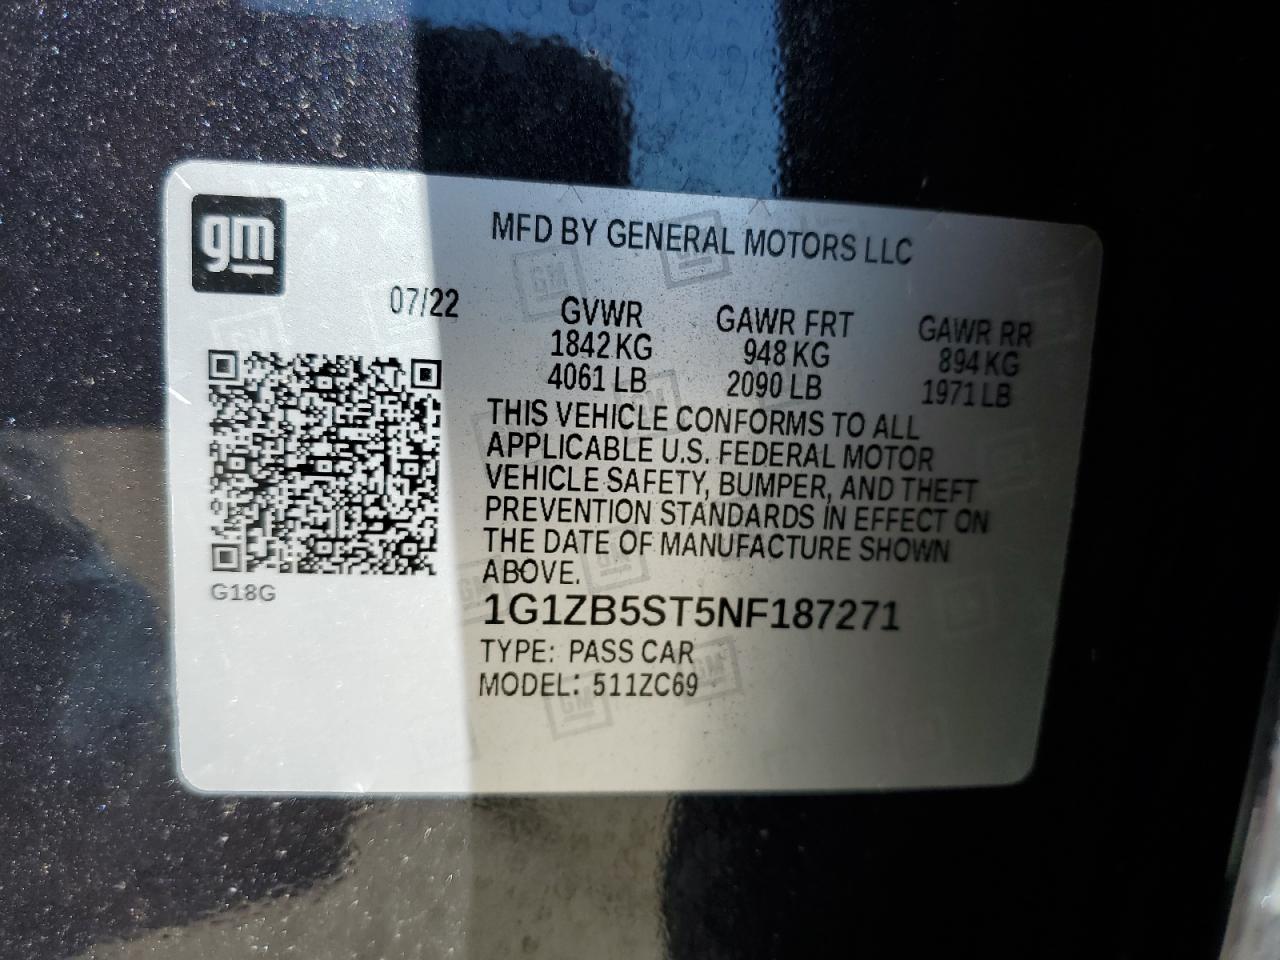 gm
MFD BY GENERAL MOTORS LLC
07/22
GVWR GAWR FRT GAWR RR
1842 KG 948 KG 894 KG
4061 LB 2090 LB 1971 LB
THIS VEHICLE CONFORMS TO ALL
APPLICABLE U.S. FEDERAL MOTOR
VEHICLE SAFETY, BUMPER, AND THEFT
PREVENTION STANDARDS IN EFFECT ON
THE DATE OF MANUFACTURE SHOWN
ABOVE.
G18G
1G1ZB5ST5NF187271
TYPE: PASS CAR
MODEL: 511ZC69